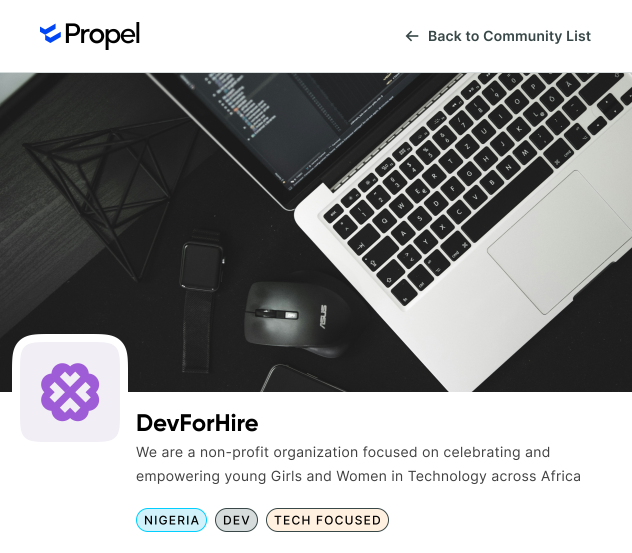 Propel
← Back to Community List
ASUS
DevForHire
We are a non-profit organization focused on celebrating and
empowering young Girls and Women in Technology across Africa
NIGERIA DEV TECH FOCUSED